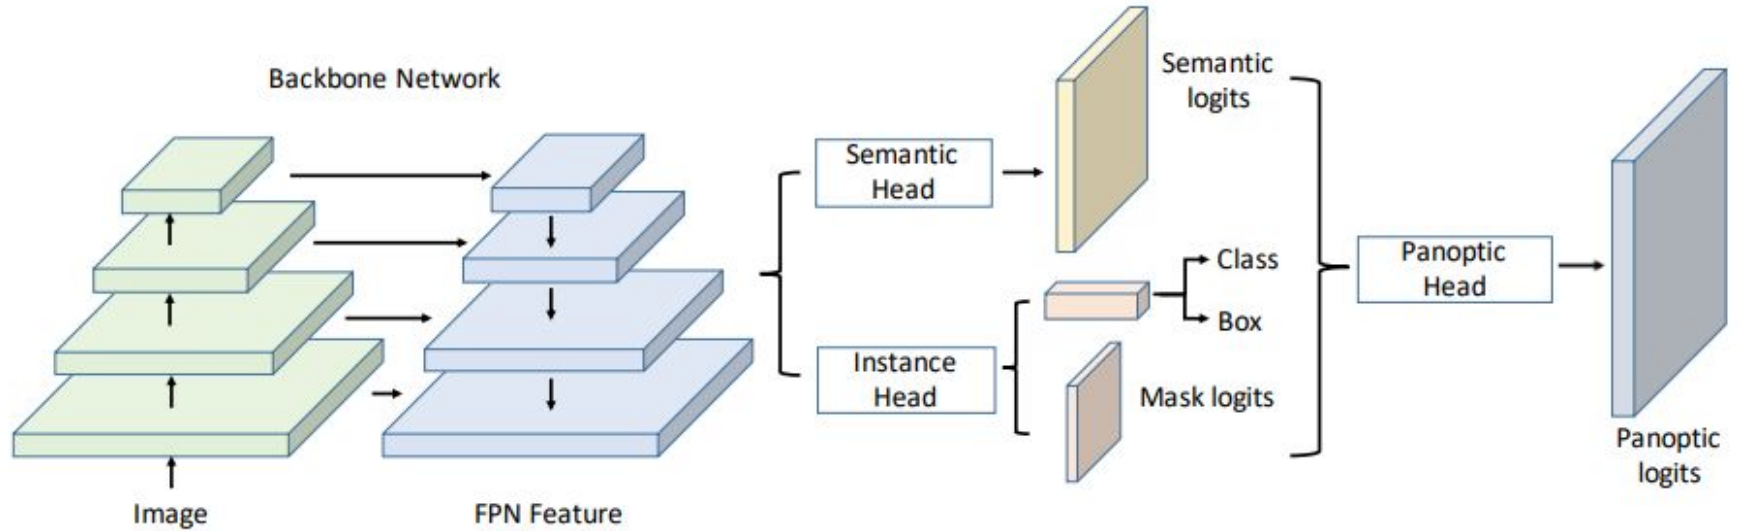 Backbone Network
Image
FPN Feature
Semantic
Head
Instance
Head
Semantic
logits
Class
Box
Mask logits
Panoptic
Head
Panoptic
logits